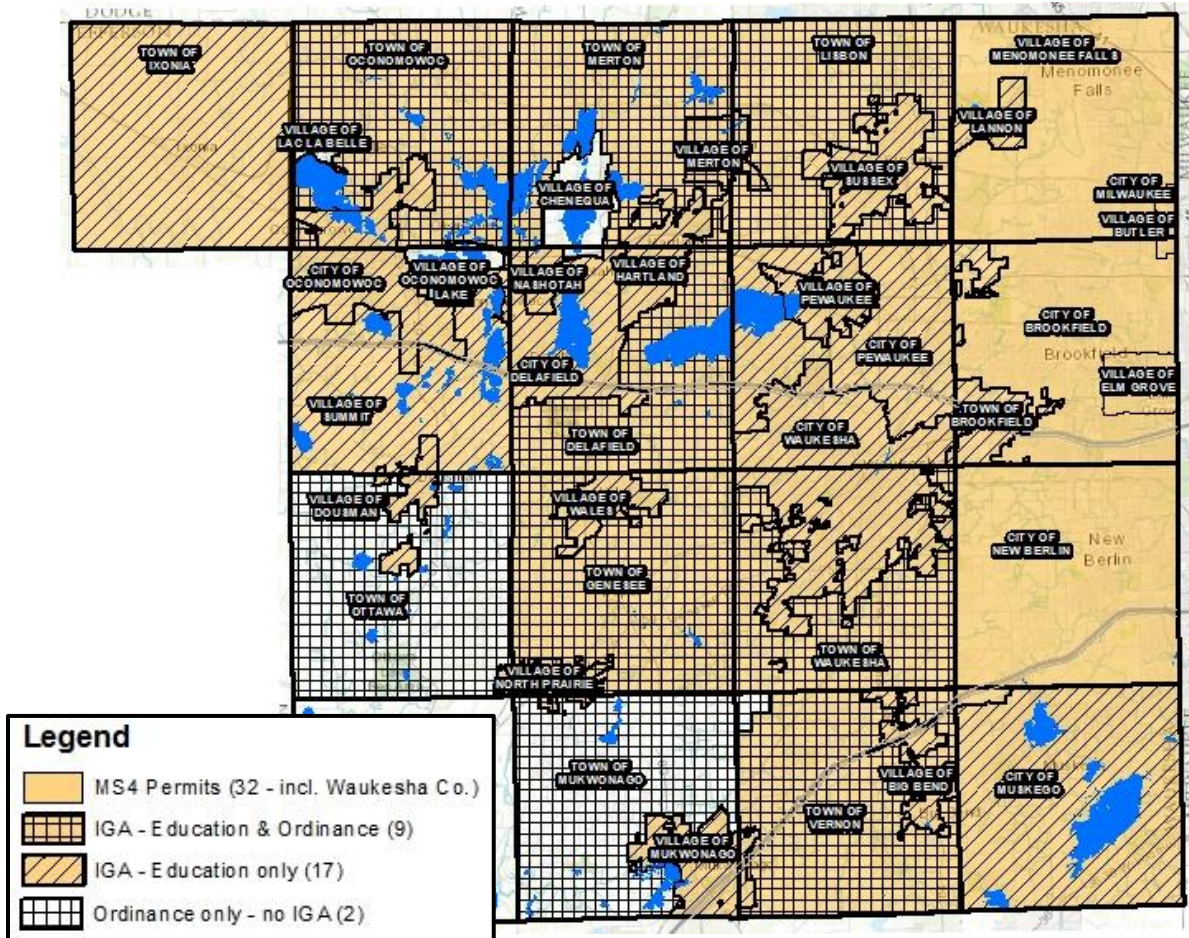 DODGE
WAUKESHA
TOWN OF
IXONIA
TOWN OF
OCONOMOWOC
TOWN OF
MERTON
TOWN OF
LISBON
VILLAGE OF
MENOMONEE FALLS
Menomonee
Falls
VILLAGE OF
LANNON
VILLAGE OF
LAC LA BELLE
Ixonia
VILLAGE OF
MERTON
VILLAGE OF
SUSSEX
VILLAGE OF
CHENEQUA
CITY OF
MILWAUKEE
VILLAGE OF
BUTLER
CITY OF
OCONOMOWOC
VILLAGE OF
OCONOMOWOC
LAKE
VILLAGE OF
NASHOTAH
VILLAGE OF
HARTLAND
VILLAGE OF
PEWAUKEE
CITY OF
BROOKFIELD
Brookfield
CITY OF
PEWAUKEE
CITY OF
DELAFIELD
VILLAGE OF
ELM GROVE
VILLAGE OF
SUMMIT
TOWN OF
BROOKFIELD
CITY OF
WAUKESHA
TOWN OF
DELAFIELD
VILLAGE OF
DOUSMAN
VILLAGE OF
WALES
CITY OF
NEW BERLIN
New
Berlin
TOWN OF
GENESEE
TOWN OF
OTTAWA
TOWN OF
WAUKESHA
VILLAGE OF
NORTH PRAIRIE
TOWN OF
MUKWONAGO
VILLAGE OF
BIG BEND
CITY OF
MUSKEGO
TOWN OF
VERNON
VILLAGE OF
MUKWONAGO
Legend
MS4 Permits (32 - incl. Waukesha Co.)
IGA - Education & Ordinance (9)
IGA - Education only (17)
Ordinance only - no IGA (2)